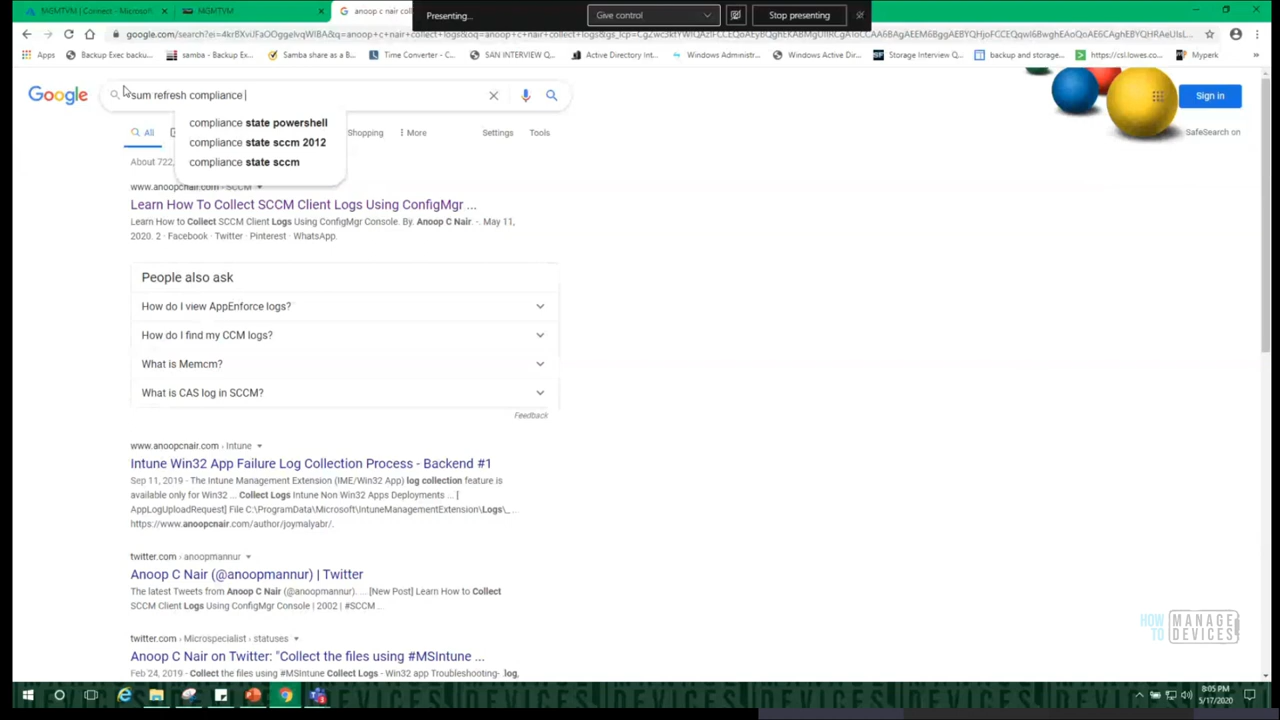 MGMTVM | Connect - Microsoft
MGMTVM
anoop c nair col
Presenting...
Give control
Stop presenting
Apps
Backup Exec backu...
samba - Backup Ex...
Samba share as a B...
Time Converter - C...
SAN INTERVIEW Q...
Active Directory Int...
Windows Administr...
Windows Active Dir...
Storage Interview Q...
backup and storage...
https://csl.lowes.co...
Myperk
Google
sum refresh compliance
Sign in
compliance state powershell
compliance state sccm 2012
compliance state sccm
All
Shopping
More
Settings
Tools
SafeSearch on
About 722,
www.anoopcnair.com › SCCM
Learn How To Collect SCCM Client Logs Using ConfigMgr ...
Learn How to Collect SCCM Client Logs Using ConfigMgr Console. By. Anoop C Nair. -. May 11,
2020. 2 · Facebook · Twitter · Pinterest · WhatsApp.
People also ask
How do I view AppEnforce logs?
How do I find my CCM logs?
What is Memcm?
What is CAS log in SCCM?
Feedback
www.anoopcnair.com › Intune
Intune Win32 App Failure Log Collection Process - Backend #1
Sep 11, 2019 - The Intune Management Extension (IME/Win32 App) log collection feature is
available only for Win32 ... Collect Logs Intune Non Win32 Apps Deployments ... [
AppLogUploadRequest] File C:\ProgramData\Microsoft\IntuneManagementExtension\Logs\_ ...
https://www.anoopcnair.com/author/joymalyabr/.
twitter.com › anoopmannur
Anoop C Nair (@anoopmannur) | Twitter
The latest Tweets from Anoop C Nair (@anoopmannur). ... [New Post] Learn How to Collect
SCCM Client Logs Using ConfigMgr Console | 2002 | #SCCM ...
twitter.com › Microspecialist › statuses
Anoop C Nair on Twitter: "Collect the files using #MSIntune ...
Feb 24, 2019 - Collect the files using #MSIntune Collect Logs - Win32 app Troubleshooting- .log,
HOW TO MANAGE DEVICES
8:05 PM
5/17/2020